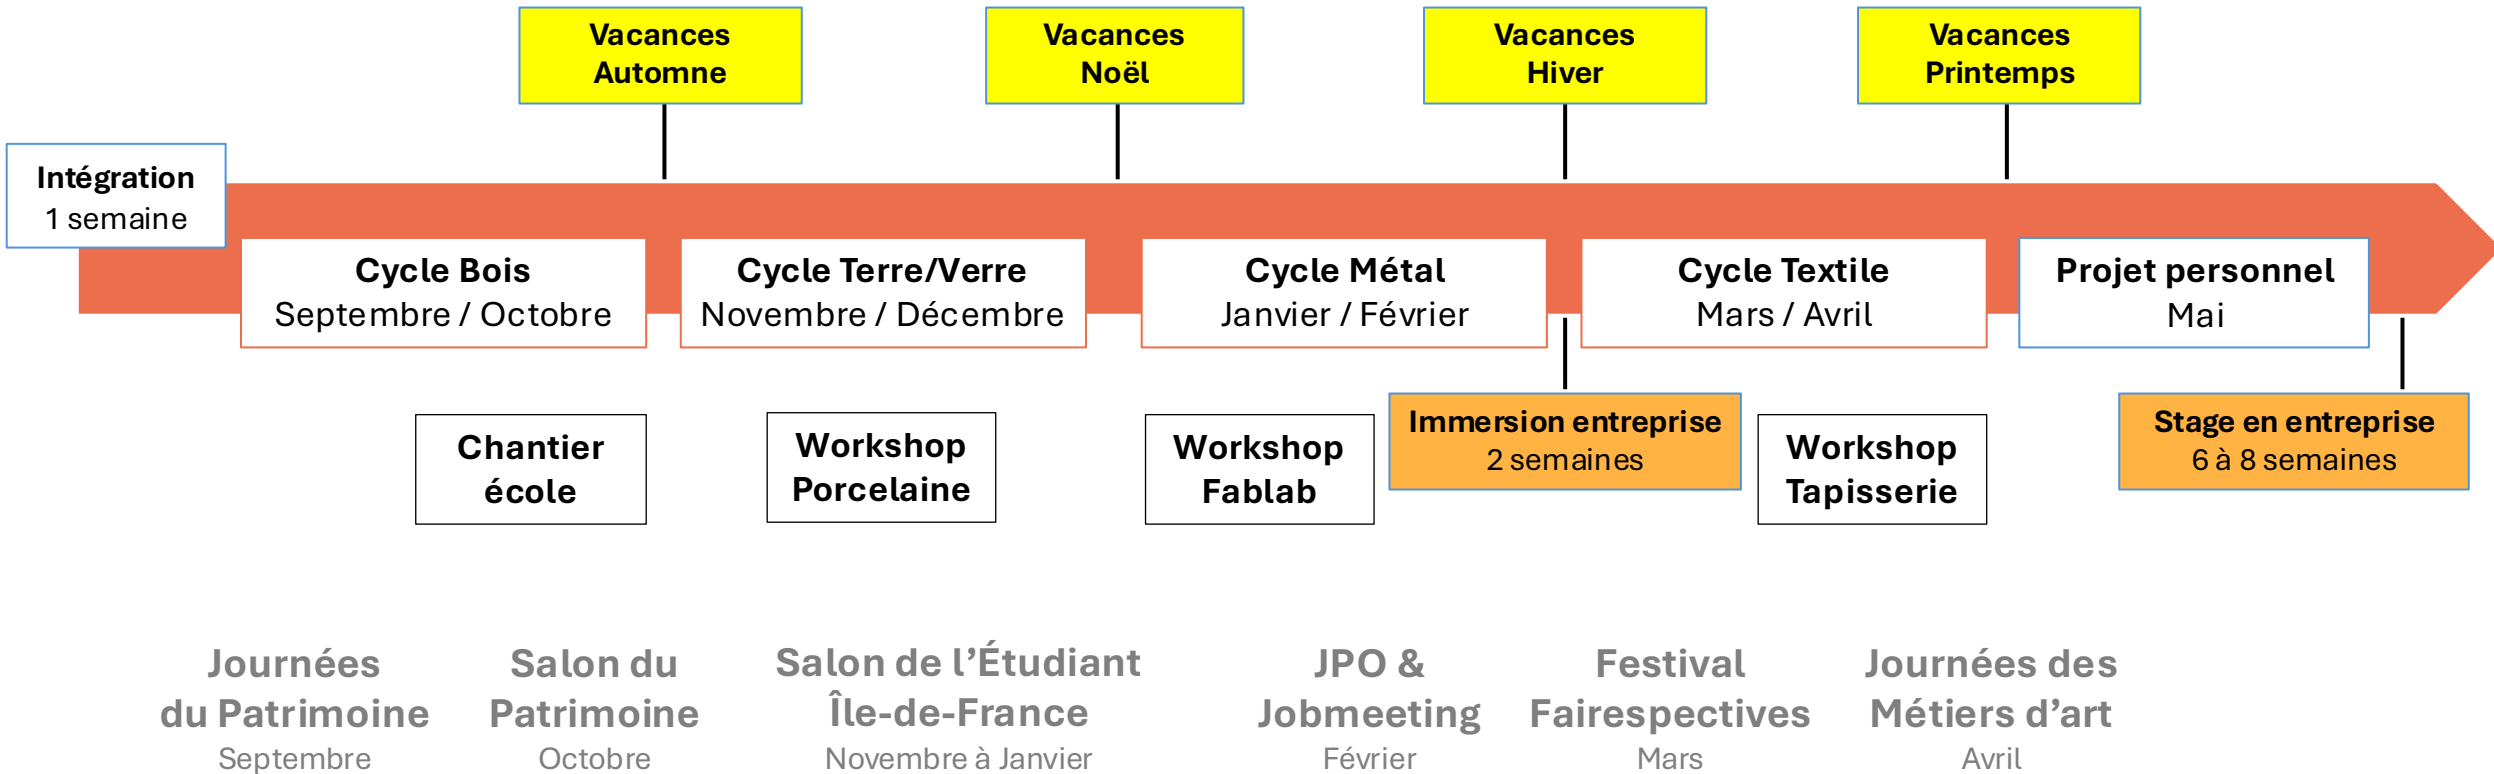 Vacances
Automne
Vacances
Noël
Vacances
Hiver
Vacances
Printemps
Intégration
1 semaine
Cycle Bois
Septembre / Octobre
Cycle Terre/Verre
Novembre / Décembre
Cycle Métal
Janvier / Février
Cycle Textile
Mars / Avril
Projet personnel
Mai
Chantier
école
Workshop
Porcelaine
Workshop
Fablab
Immersion entreprise
2 semaines
Workshop
Tapisserie
Stage en entreprise
6 à 8 semaines
Journées
du Patrimoine
Septembre
Salon du
Patrimoine
Octobre
Salon de l’Étudiant
Île-de-France
Novembre à Janvier
JPO &
Jobmeeting
Février
Festival
Fairespectives
Mars
Journées des
Métiers d’art
Avril